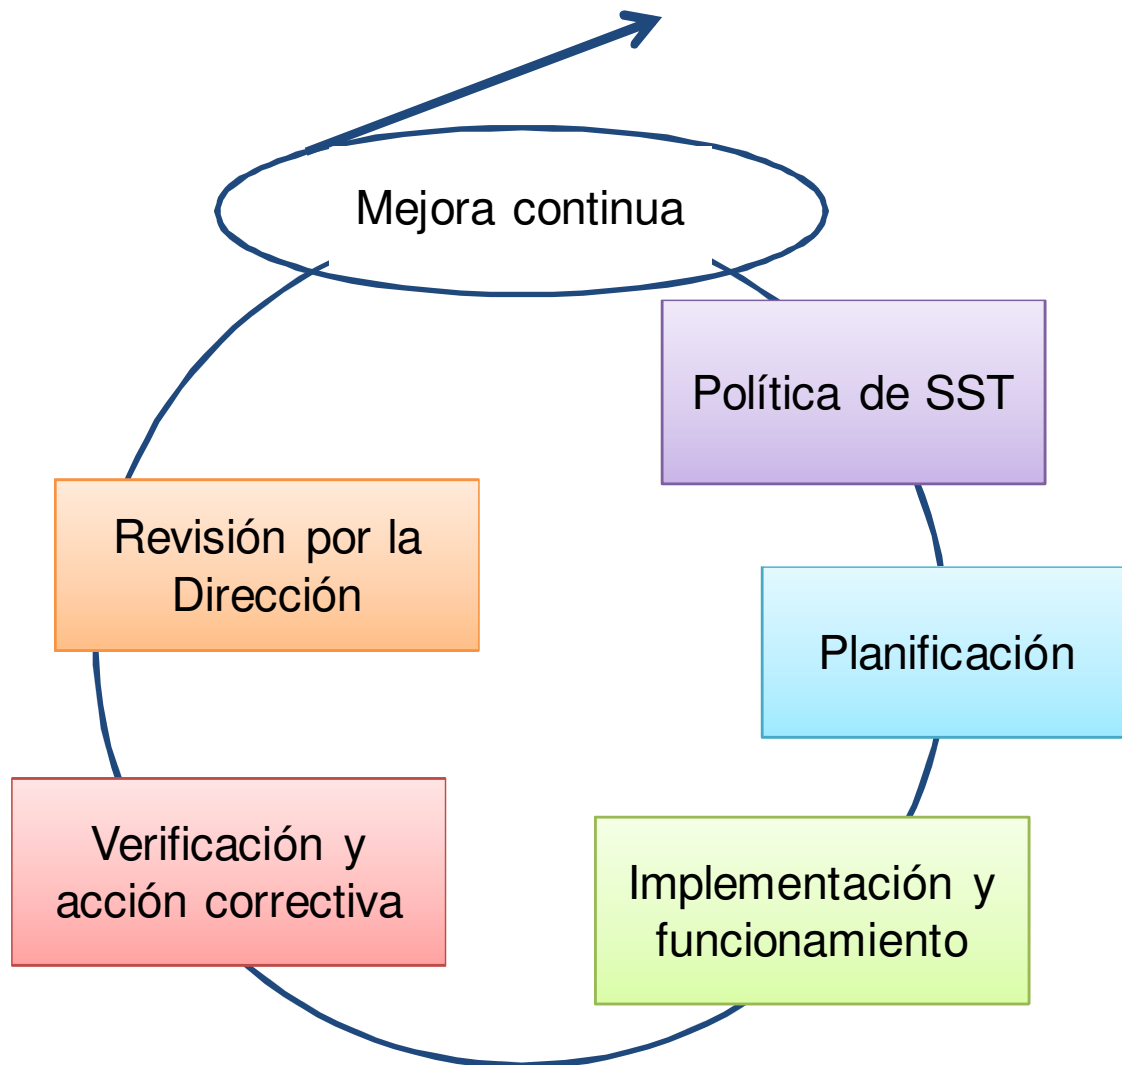 Mejora continua
Política de SST
Planificación
Implementación y
funcionamiento
Verificación y
acción correctiva
Revisión por la
Dirección